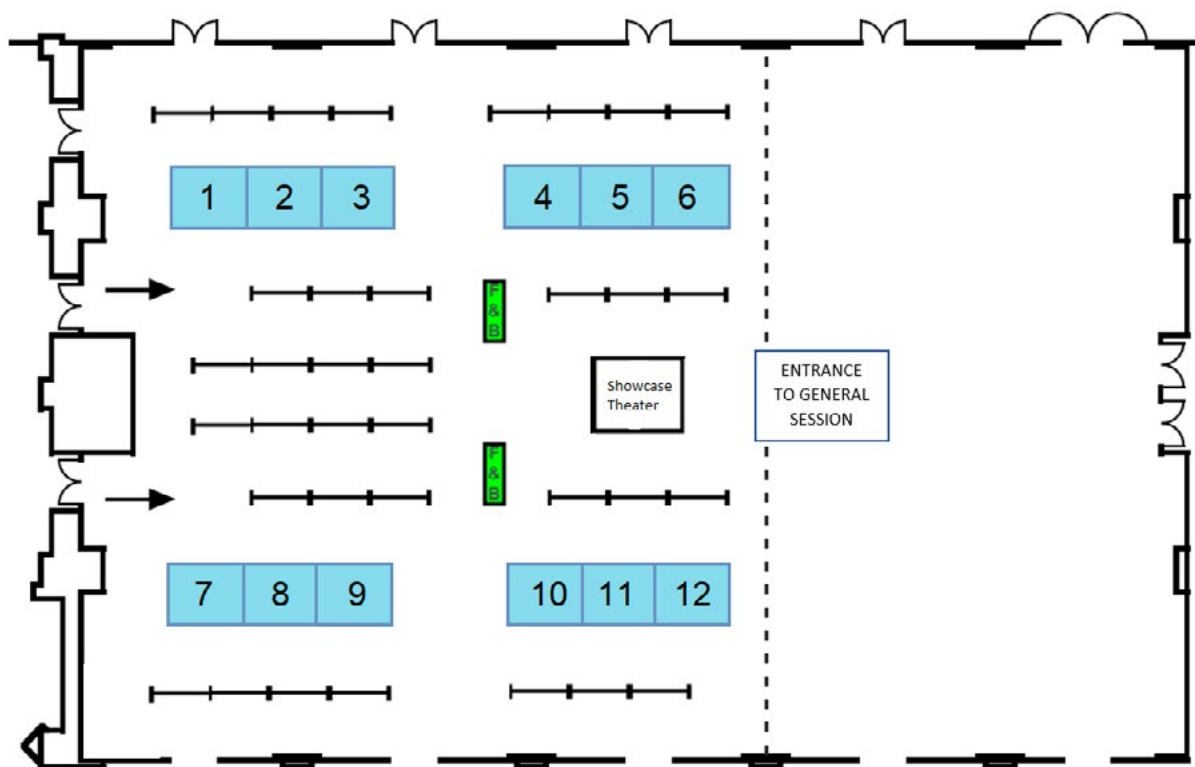 1 2 3
4 5 6
F
&
B
Showcase
Theater
ENTRANCE
TO GENERAL
SESSION
F
&
B
7 8 9
10 11 12